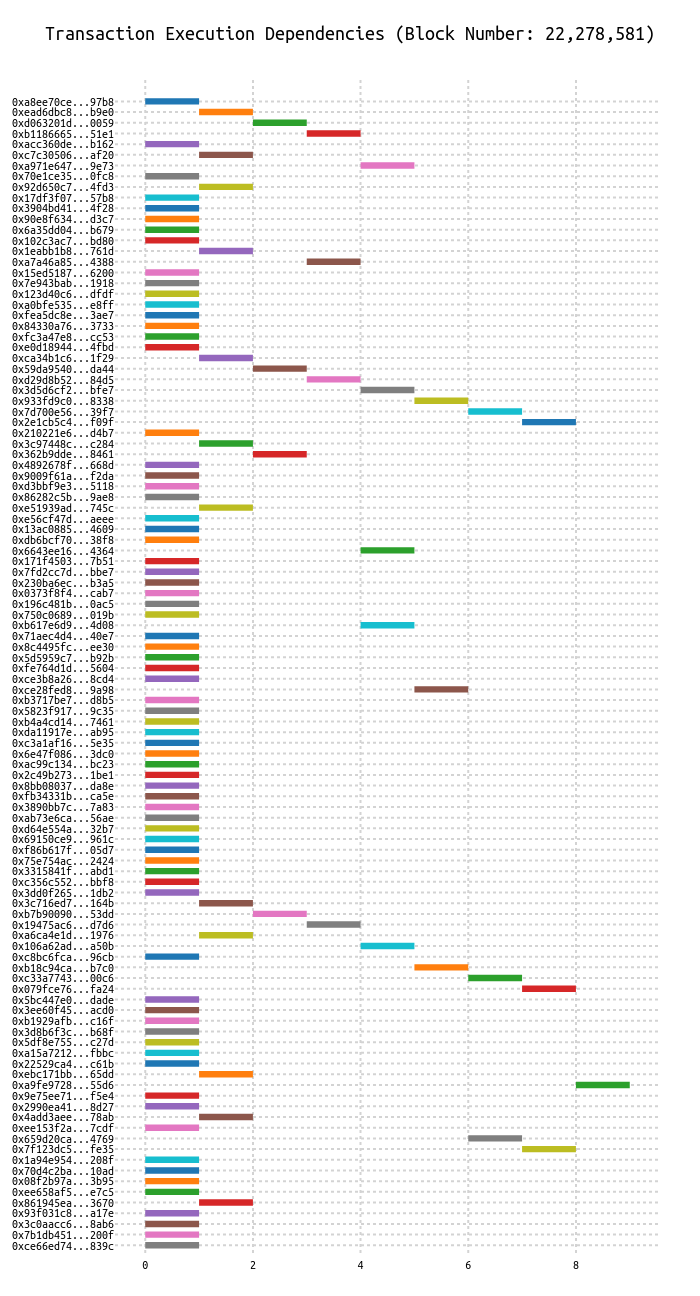 Transaction Execution Dependencies (Block Number: 22,278,581)
0xa8ee70ce...97b8
0xead6dbc8...b9e0
0xd063201d...0059
0xb1186665...51e1
0xacc360de...b162
0xc7c30506...af20
0xa971e647...9e73
0x70e1ce35...0fc8
0x92d650c7...4fd3
0x17df3f07...57b8
0x3904bd41...4f28
0x90e8f634...d3c7
0x6a35dd04...b679
0x102c3ac7...bd80
0x1eabb1b8...761d
0xa7a46a85...4388
0x15ed5187...6200
0x7e943bab...1918
0x123d40c6...dfdf
0xa0bfe535...e8ff
0xfea5dc8e...3ae7
0x84330a76...3733
0xfc3a47e8...cc53
0xe0d18944...4fbd
0xca34b1c6...1f29
0x59da9540...da44
0xd29d8b52...84d5
0x3d5d6cf2...bfe7
0x933fd9c0...8338
0x7d700e56...39f7
0x2e1cb5c4...f09f
0x210221e6...d4b7
0x3c97448c...c284
0x362b9dde...8461
0x4892678f...668d
0x9009f61a...f2da
0xd3bbf9e3...5118
0x86282c5b...9ae8
0xe51939ad...745c
0xe56cf47d...aeee
0x13ac0885...4609
0xdb6bcf70...38f8
0x6643ee16...4364
0x171f4503...7b51
0x7fd2cc7d...bbe7
0x230ba6ec...b3a5
0x0373f8f4...cab7
0x196c481b...0ac5
0x750c0689...019b
0xb617e6d9...4d08
0x71aec4d4...40e7
0x8c4495fc...ee30
0x5d5959c7...b92b
0xfe764d1d...5604
0xce3b8a26...8cd4
0xce28fed8...9a98
0xb3717be7...d8b5
0x5823f917...9c35
0xb4a4cd14...7461
0xda11917e...ab95
0xc3a1af16...5e35
0x6e47f086...3dc0
0xac99c134...bc23
0x2c49b273...1be1
0x8bb08037...da8e
0xfb34331b...ca5e
0x3890bb7c...7a83
0xab73e6ca...56ae
0xd64e554a...32b7
0x69150ce9...961c
0xf86b617f...05d7
0x75e754ac...2424
0x3315841f...abd1
0xc356c552...bbf8
0x3dd0f265...1db2
0x3c716ed7...164b
0xb7b90090...53dd
0x19475ac6...d7d6
0xa6ca4e1d...1976
0x106a62ad...a50b
0xc8bc6fca...96cb
0xb18c94ca...b7c0
0xc33a7743...00c6
0x079fce76...fa24
0x5bc447e0...dade
0x3ee60f45...acd0
0xb1929afb...c16f
0x3d8b6f3c...b68f
0x5df8e755...c27d
0xa15a7212...fbbc
0x22529ca4...c61b
0xebc171bb...65dd
0xa9fe9728...55d6
0x9e75ee71...f5e4
0x2990ea41...8d27
0x4add3aee...78ab
0xee153f2a...7cdf
0x659d20ca...4769
0x7f123dc5...fe35
0x1a94e954...208f
0x70d4c2ba...10ad
0x08f2b97a...3b95
0xee658af5...e7c5
0x861945ea...3670
0x93f031c8...a17e
0x3c0aacc6...8ab6
0x7b1db451...200f
0xce66ed74...839c
0 2 4 6 8